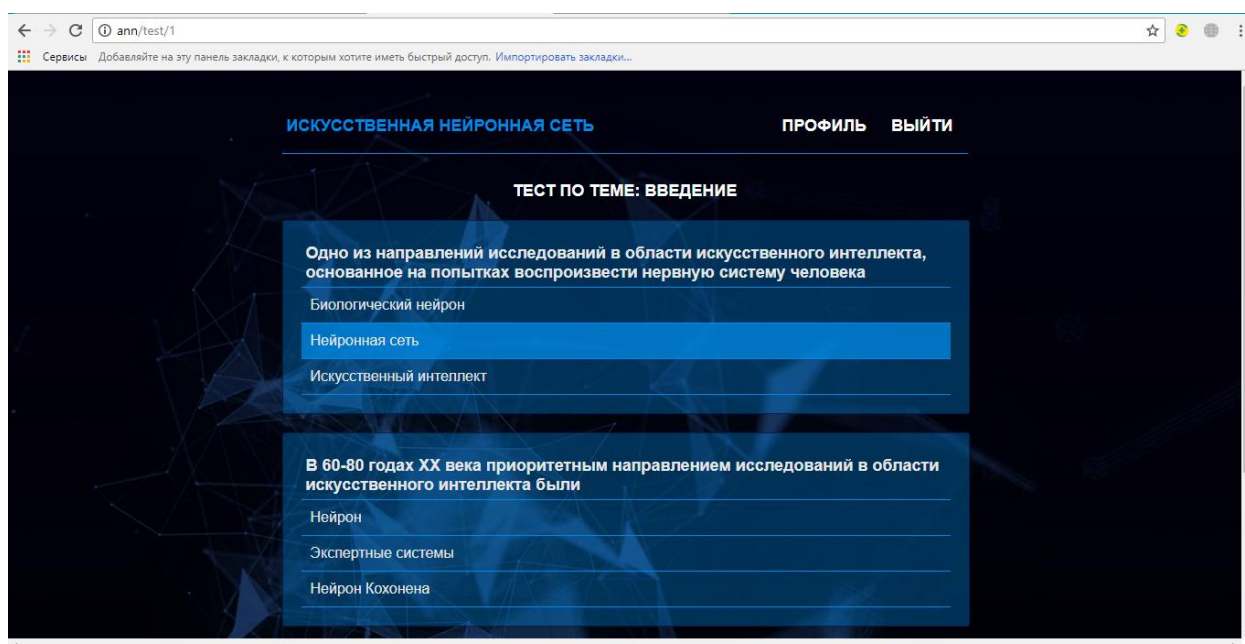 ann/test/1
Сервисы Добавляйте на эту панель закладки, к которым хотите иметь быстрый доступ. Импортировать закладки...
ИСКУССТВЕННАЯ НЕЙРОННАЯ СЕТЬ ПРОФИЛЬ ВЫЙТИ
ТЕСТ ПО ТЕМЕ: ВВЕДЕНИЕ
Одно из направлений исследований в области искусственного интеллекта,
основанное на попытках воспроизвести нервную систему человека
Биологический нейрон
Нейронная сеть
Искусственный интеллект
В 60-80 годах XX века приоритетным направлением исследований в области
искусственного интеллекта были
Нейрон
Экспертные системы
Нейрон Кохонена